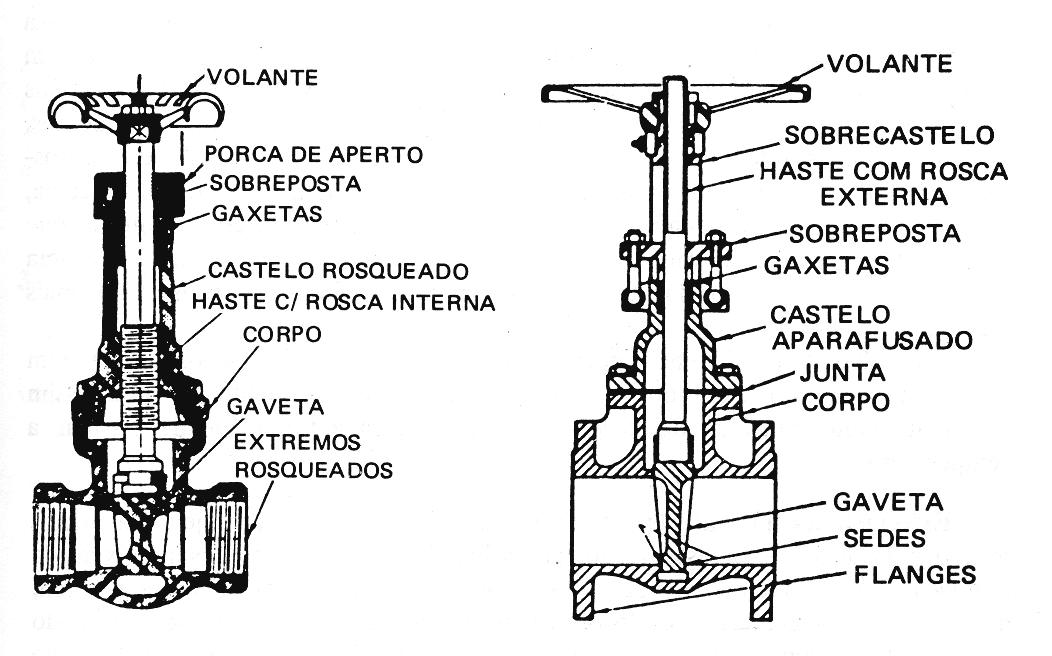 VOLANTE
PORCA DE APERTO
SOBREPOSTA
GAXETAS
CASTELO ROSQUEADO
HASTE C/ ROSCA INTERNA
CORPO
GAVETA
EXTREMOS
ROSQUEADOS
VOLANTE
SOBRECASTELO
HASTE COM ROSCA
EXTERNA
SOBREPOSTA
GAXETAS
CASTELO
APARAFUSADO
JUNTA
CORPO
GAVETA
SEDES
FLANGES